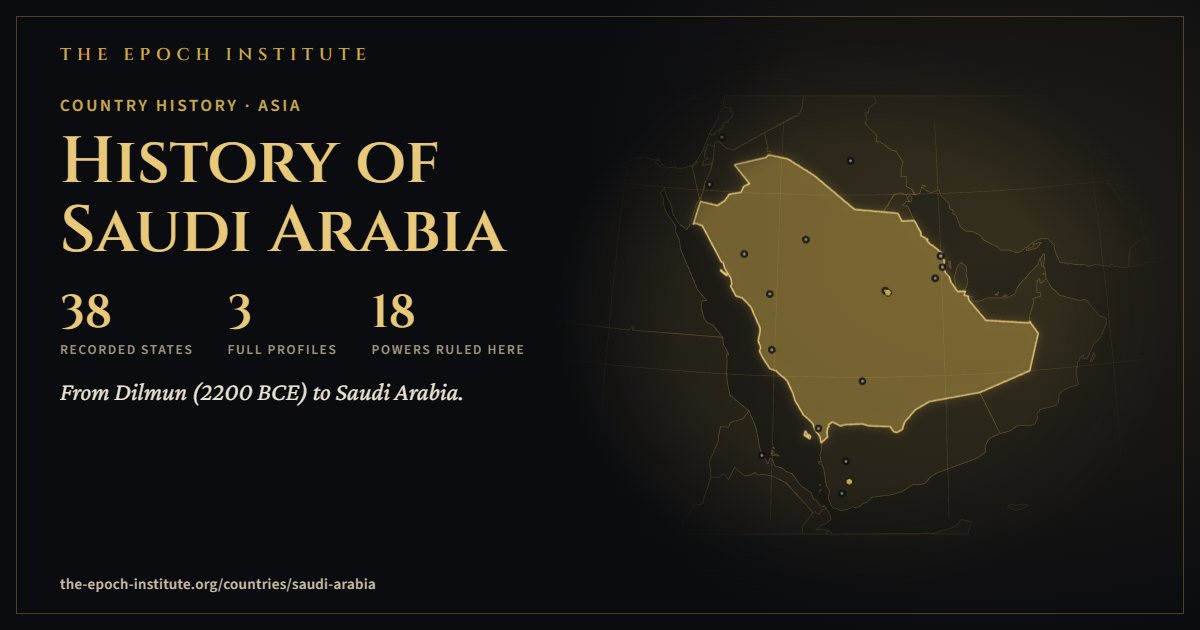 THE EPOCH INSTITUTE
COUNTRY HISTORY · ASIA
HISTORY OF
SAUDI ARABIA
38 3 18
RECORDED STATES FULL PROFILES POWERS RULED HERE
From Dilmun (2200 BCE) to Saudi Arabia.
the-epoch-institute.org/countries/saudi-arabia